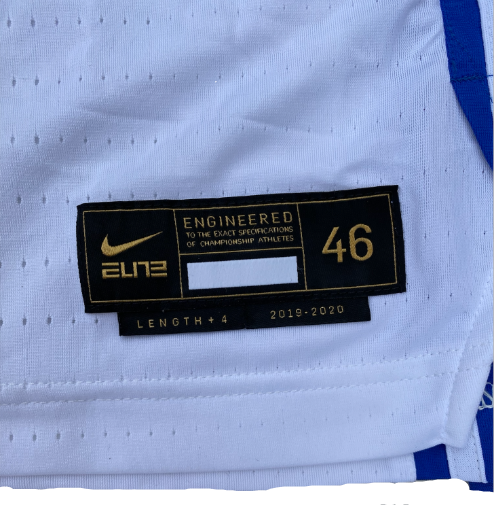 ENGINEERED
TO THE EXACT SPECIFICATIONS
OF CHAMPIONSHIP ATHLETES
ELITE
46
LENGTH + 4
2019-2020